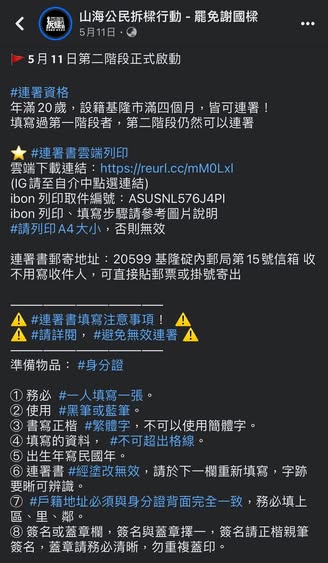 山海公民拆樑行動 - 罷免謝國樑
5月11日
5月11日第二階段正式啟動
#連署資格
年滿20歲，設籍基隆市滿四個月，皆可連署！
填寫過第一階段者，第二階段仍然可以連署
#連署書雲端列印
雲端下載連結：https://reurl.cc/mM0Lxl
(IG請至自介中點選連結)
ibon 列印取件編號：ASUSNL576J4PI
ibon 列印、填寫步驟請參考圖片說明
#請列印A4大小，否則無效
連署書郵寄地址：20599 基隆碇內郵局第15號信箱 收
不用寫收件人，可直接貼郵票或掛號寄出
#連署書填寫注意事項！
#請詳閱、#避免無效連署
準備物品： #身分證
① 務必 #一人填寫一張。
② 使用 #黑筆或藍筆。
③ 書寫正楷 #繁體字，不可以使用簡體字。
④ 填寫的資料， #不可超出格線。
⑤ 出生年寫民國年。
⑥ 連署書 #經塗改無效，請於下一欄重新填寫，字跡
要晰可辨識。
⑦ #戶籍地址必須與身分證背面完全一致，務必填上
區、里、鄰。
⑧ 簽名或蓋章欄，簽名與蓋章擇一，簽名請正楷親筆
簽名，蓋章請務必清晰，勿重複蓋印。